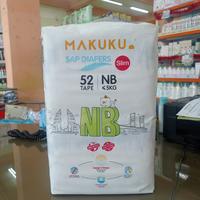 MAKUKU
SAP DIAPERS Slim
52 NB
TAPE ≤5KG
NB